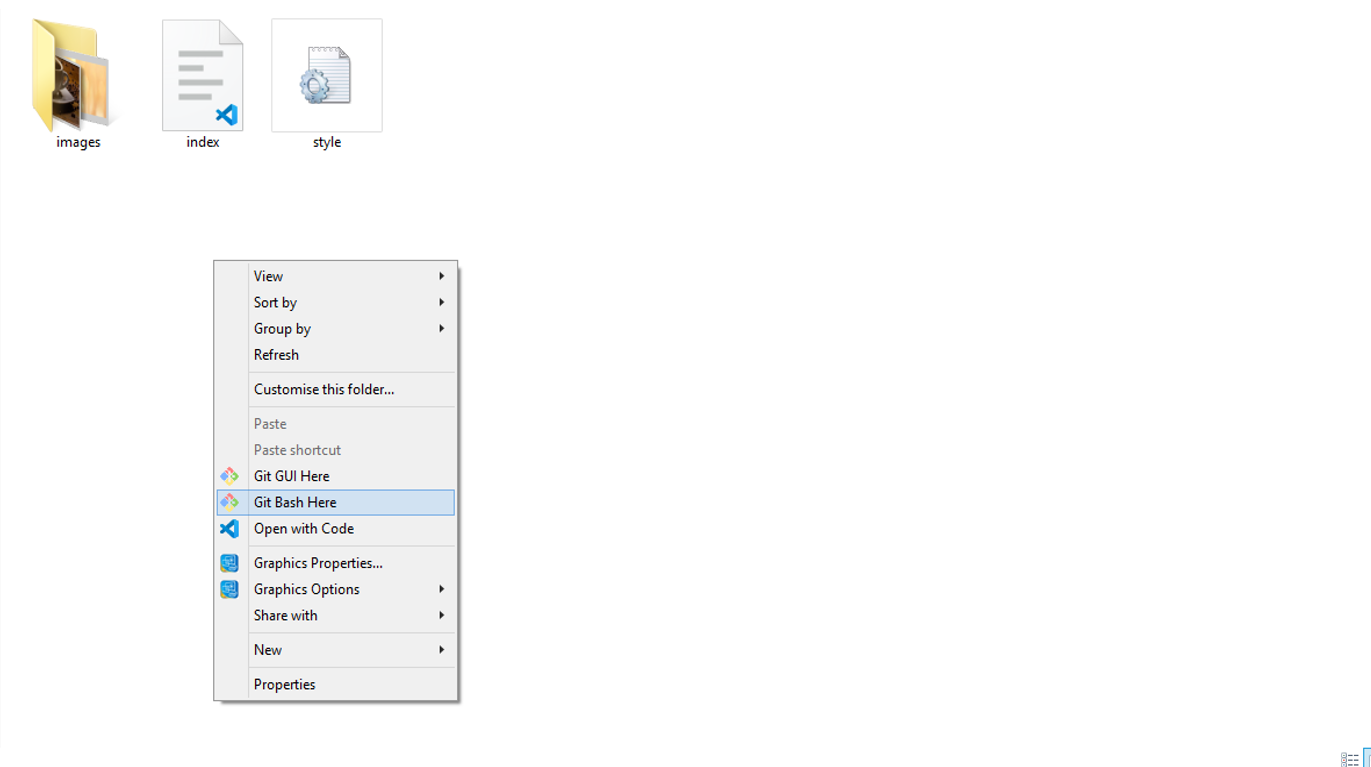 images
index
style
View
Sort by
Group by
Refresh
Customise this folder...
Paste
Paste shortcut
Git GUI Here
Git Bash Here
Open with Code
Graphics Properties...
Graphics Options
Share with
New
Properties